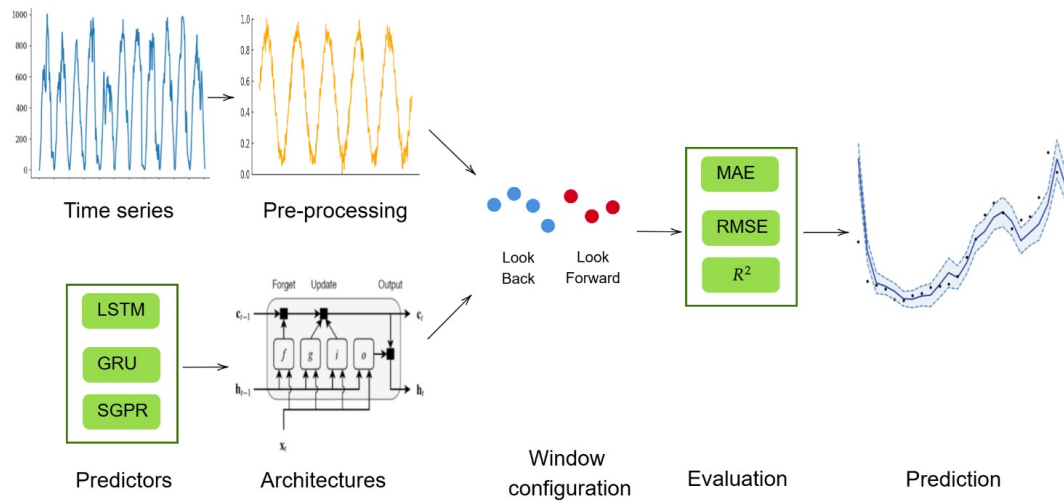 1000
800
600
400
200
0
1.0
0.8
0.6
0.4
0.2
0.0
Time series
Pre-processing
Look
Back
Look
Forward
MAE
RMSE
R²
LSTM
GRU
SGPR
Forget Update Output
c_{t−1}
c_t
f g i o
h_{t−1}
h_t
x_t
Predictors
Architectures
Window
configuration
Evaluation
Prediction